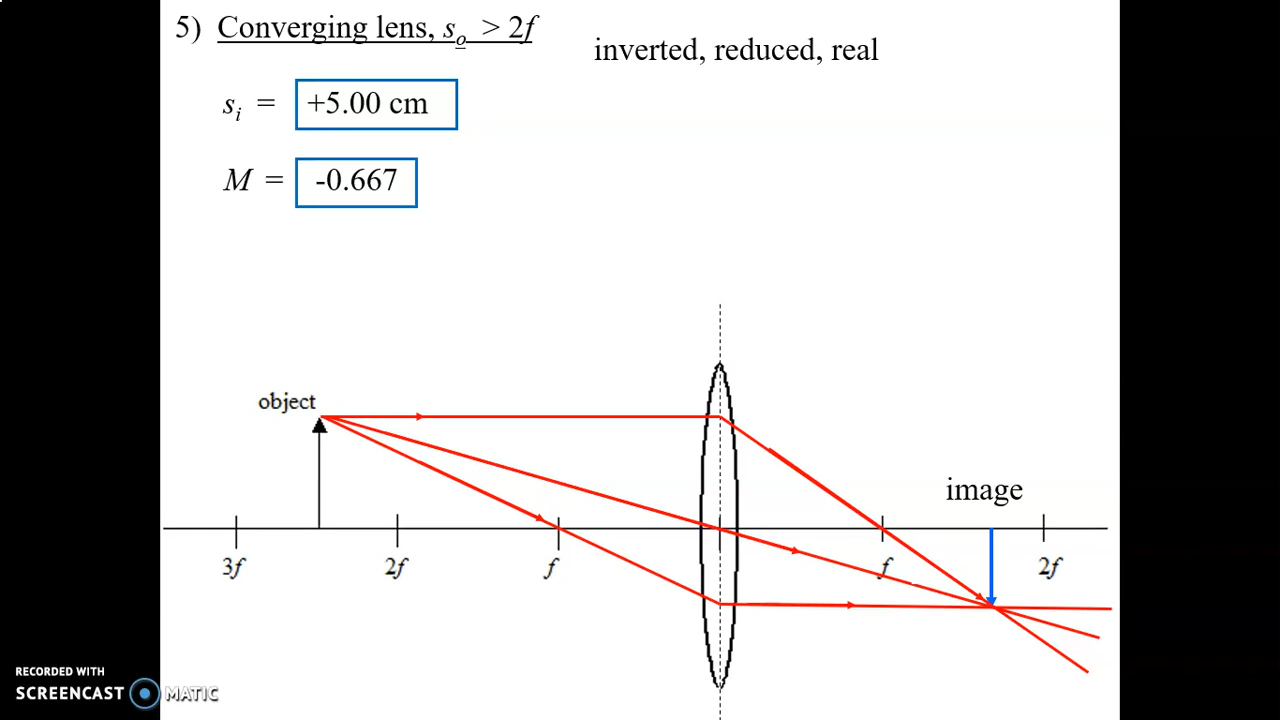 5) Converging lens, sₒ > 2f
inverted, reduced, real
sᵢ = +5.00 cm
M = -0.667
object
image
3f 2f f f 2f
RECORDED WITH
SCREENCAST MATIC